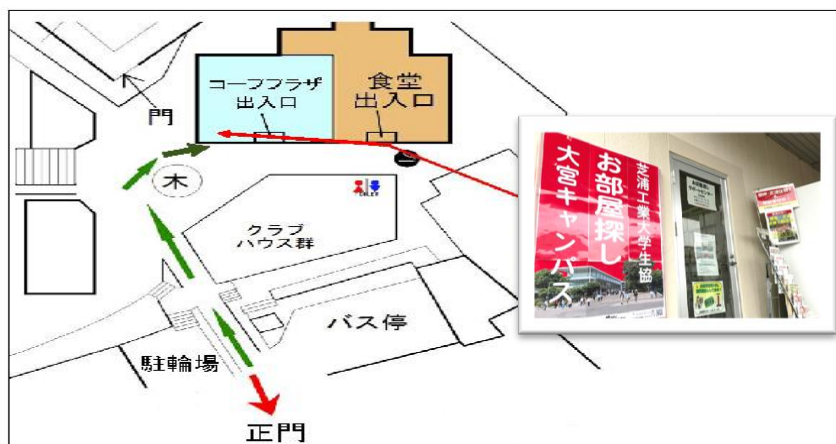 コーププラザ
出入口
食堂
出入口
門
木
クラブ
ハウス群
バス停
駐輪場
正門
芝浦工業大学生協
お部屋探し
大宮キャンパス